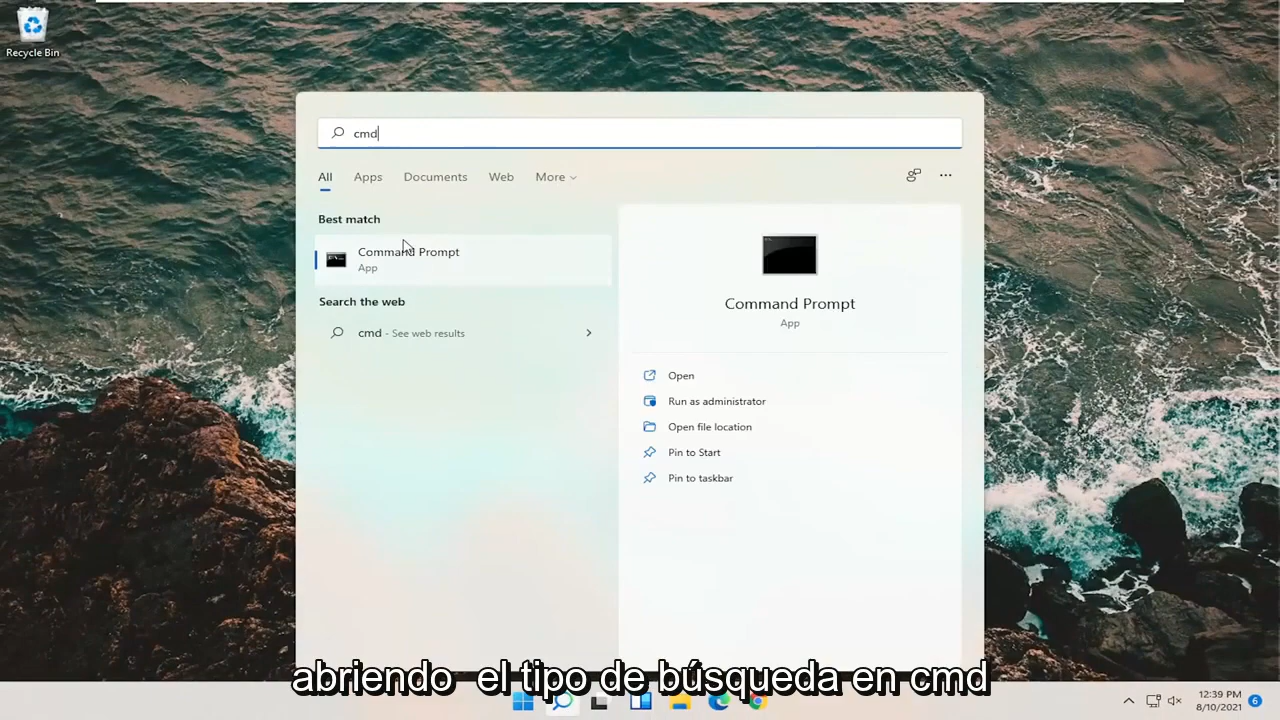 Recycle Bin
cmd
All Apps Documents Web More
Best match
Command Prompt
App
Search the web
cmd - See web results
Command Prompt
App
Open
Run as administrator
Open file location
Pin to Start
Pin to taskbar
abriendo el tipo de búsqueda en cmd
12:39 PM
8/10/2021
6